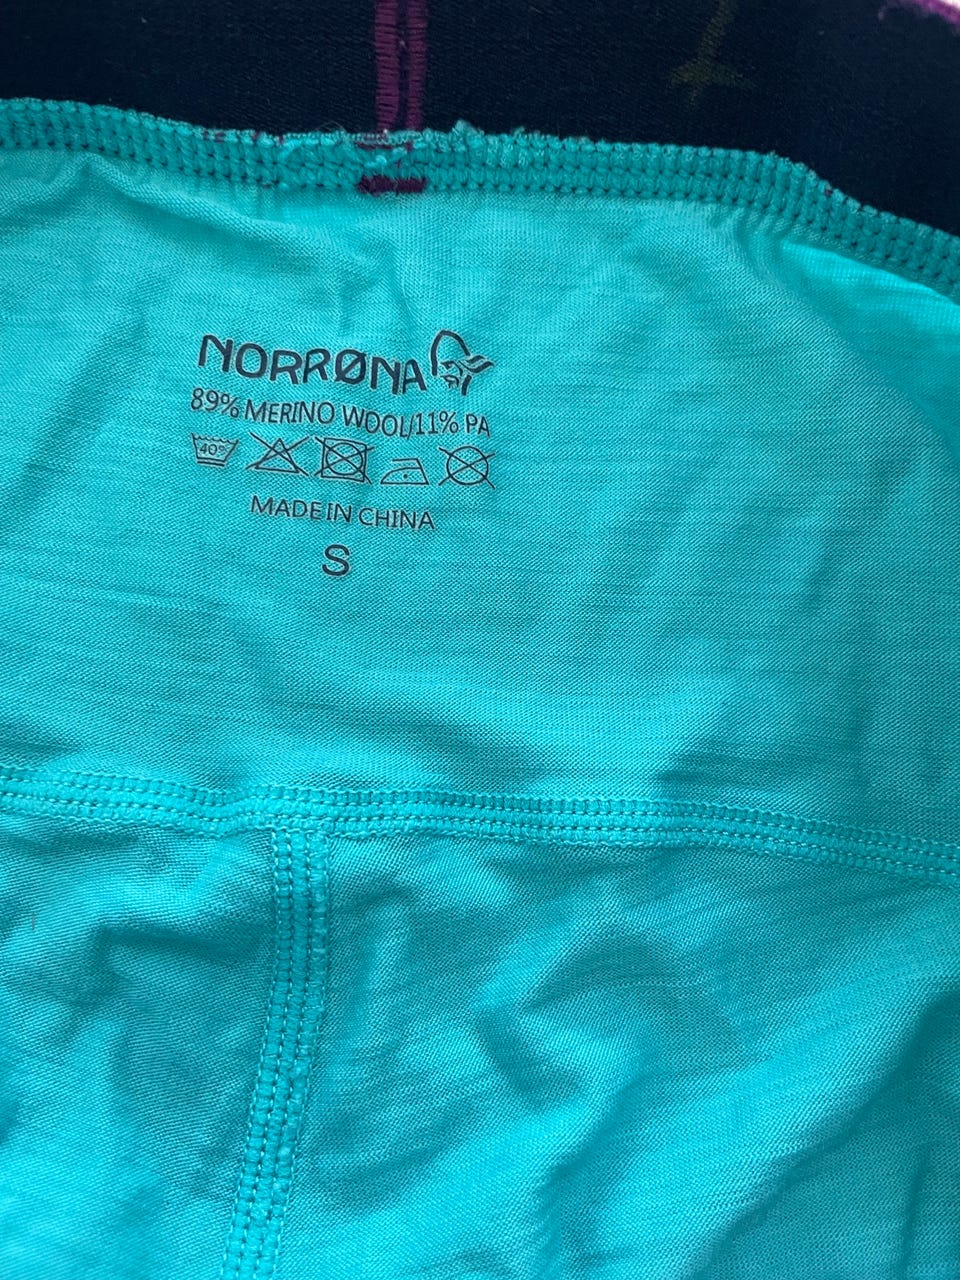 NORRØNA
89% MERINO WOOL/11% PA
40°
MADE IN CHINA
S